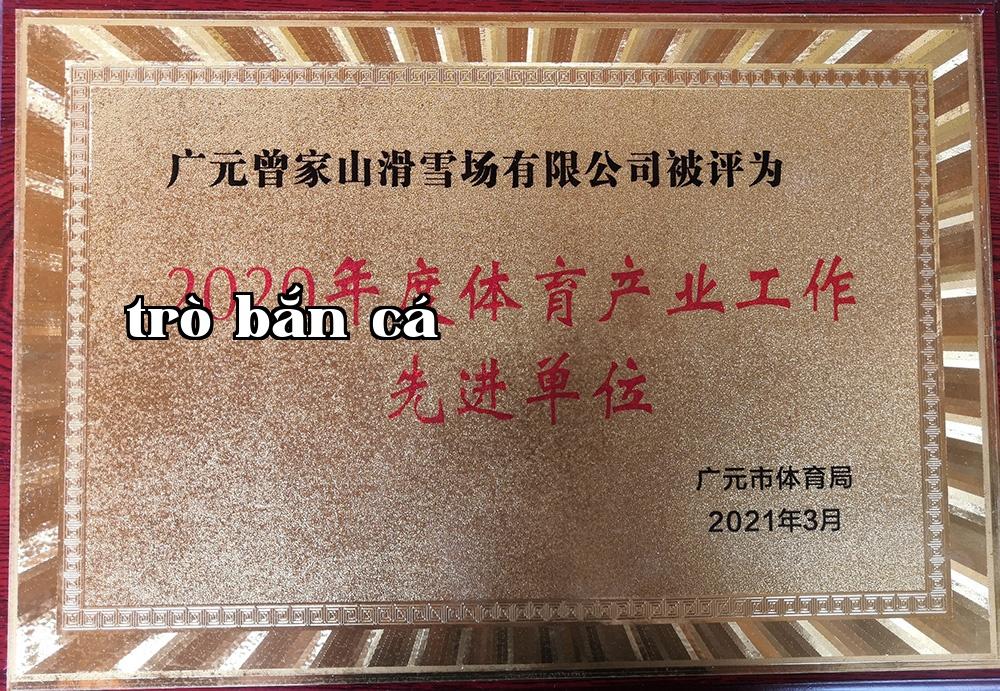 广元曾家山滑雪场有限公司被评为
2020年度体育产业工作
trò bắn cá
先进单位
广元市体育局
2021年3月